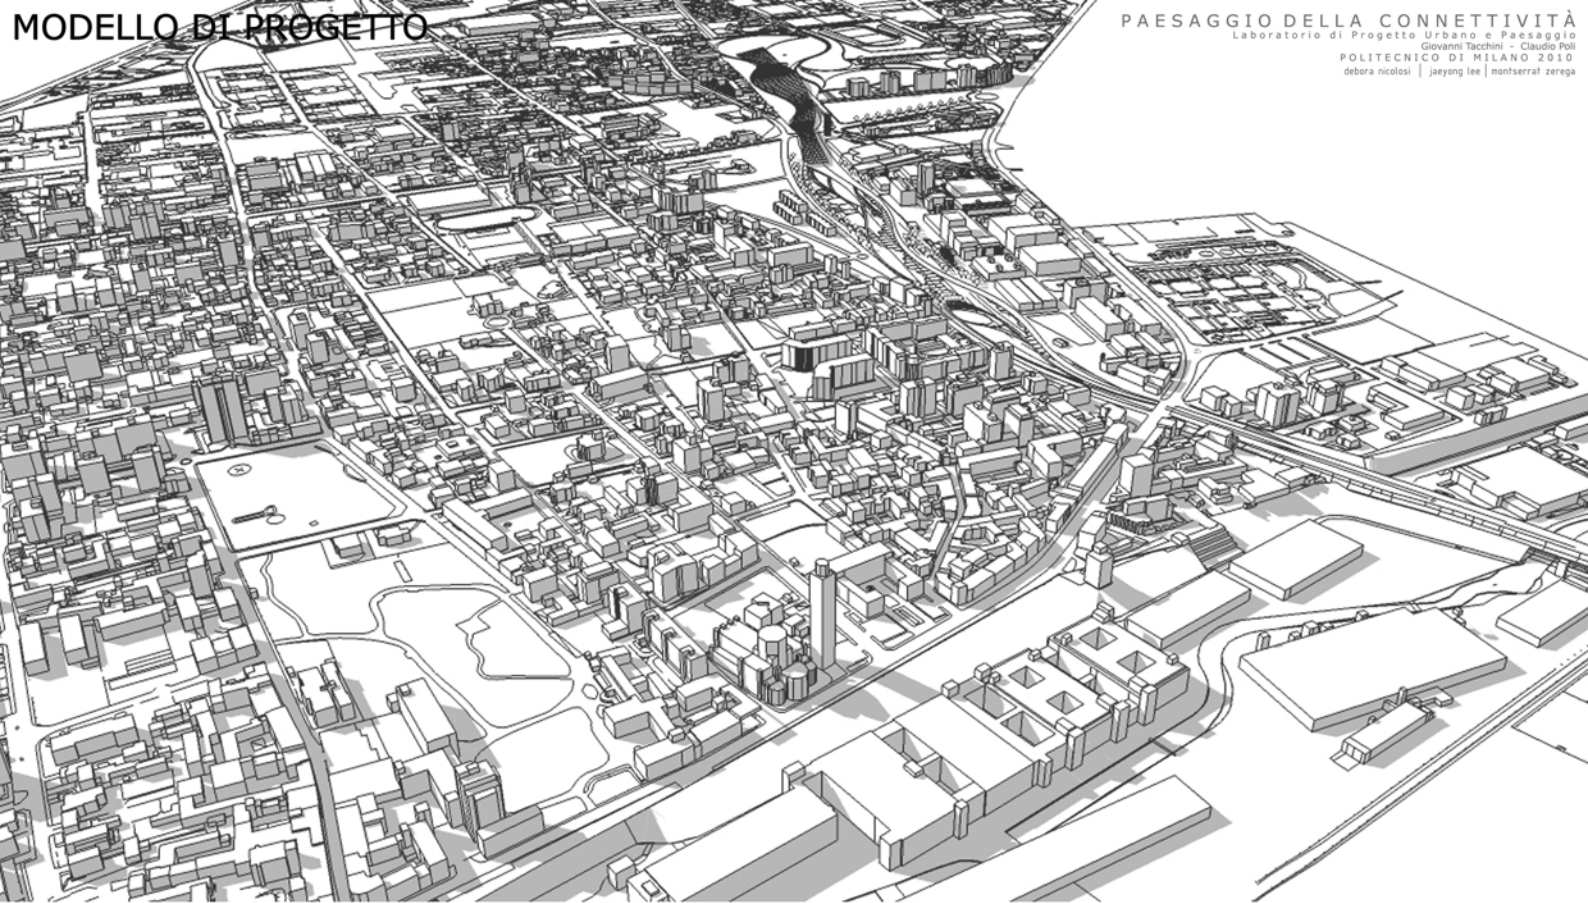 MODELLO DI PROGETTO
PAESAGGIO DELLA CONNETTIVITÀ
Laboratorio di Progetto Urbano e Paesaggio
Giovanni Tacchini - Claudio Poli
POLITECNICO DI MILANO 2010
debora nicolosi | jaeyong lee | montserrat zerega